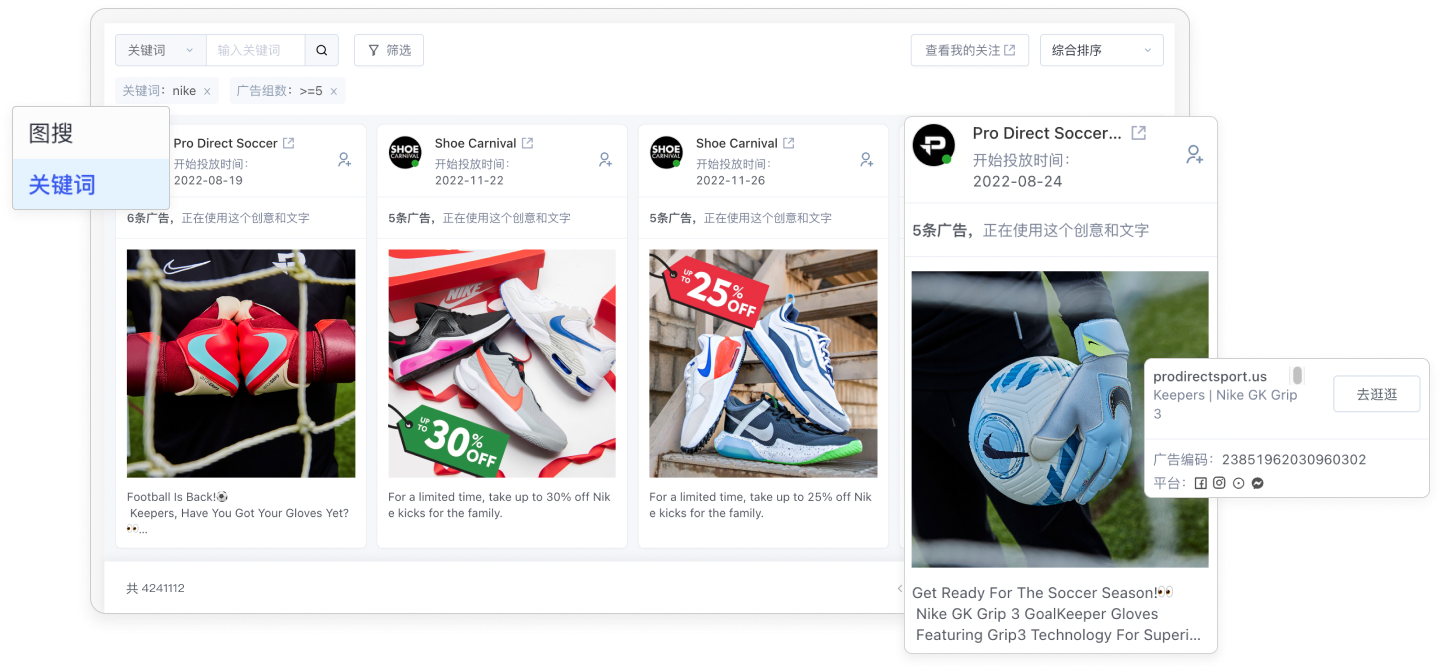 关键词
输入关键词
筛选
查看我的关注
综合排序
关键词: nike x
广告组数: >=5 x
图搜
关键词
Pro Direct Soccer
开始投放时间:
2022-08-19
6条广告，正在使用这个创意和文字
Football Is Back!⚽
Keepers, Have You Got Your Gloves Yet?
👀...
SHOE
CARNIVAL
Shoe Carnival
开始投放时间:
2022-11-22
5条广告，正在使用这个创意和文字
NIKE
UP
TO
30%
OFF
For a limited time, take up to 30% off Nik
e kicks for the family.
SHOE
CARNIVAL
Shoe Carnival
开始投放时间:
2022-11-26
5条广告，正在使用这个创意和文字
UP
TO
25%
OFF
For a limited time, take up to 25% off Nik
e kicks for the family.
Pro Direct Soccer...
开始投放时间:
2022-08-24
5条广告，正在使用这个创意和文字
Get Ready For The Soccer Season!👀
Nike GK Grip 3 GoalKeeper Gloves
Featuring Grip3 Technology For Superi...
prodirectsport.us
Keepers | Nike GK Grip
3
去逛逛
广告编码: 23851962030960302
平台:
共 4241112